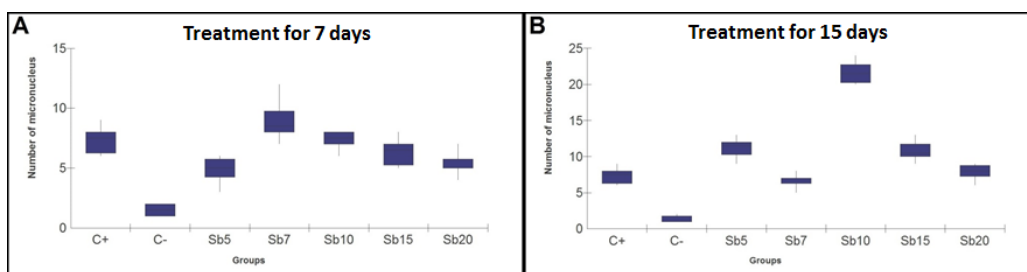 A
Treatment for 7 days
Number of micronucleus
15
10
5
0
C+ C- Sb5 Sb7 Sb10 Sb15 Sb20
Groups
B
Treatment for 15 days
Number of micronucleus
25
20
15
10
5
0
C+ C- Sb5 Sb7 Sb10 Sb15 Sb20
Groups